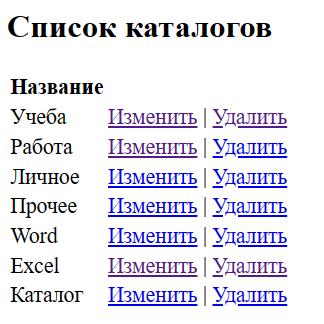 Список каталогов
Название
Учеба Изменить | Удалить
Работа Изменить | Удалить
Личное Изменить | Удалить
Прочее Изменить | Удалить
Word Изменить | Удалить
Excel Изменить | Удалить
Каталог Изменить | Удалить